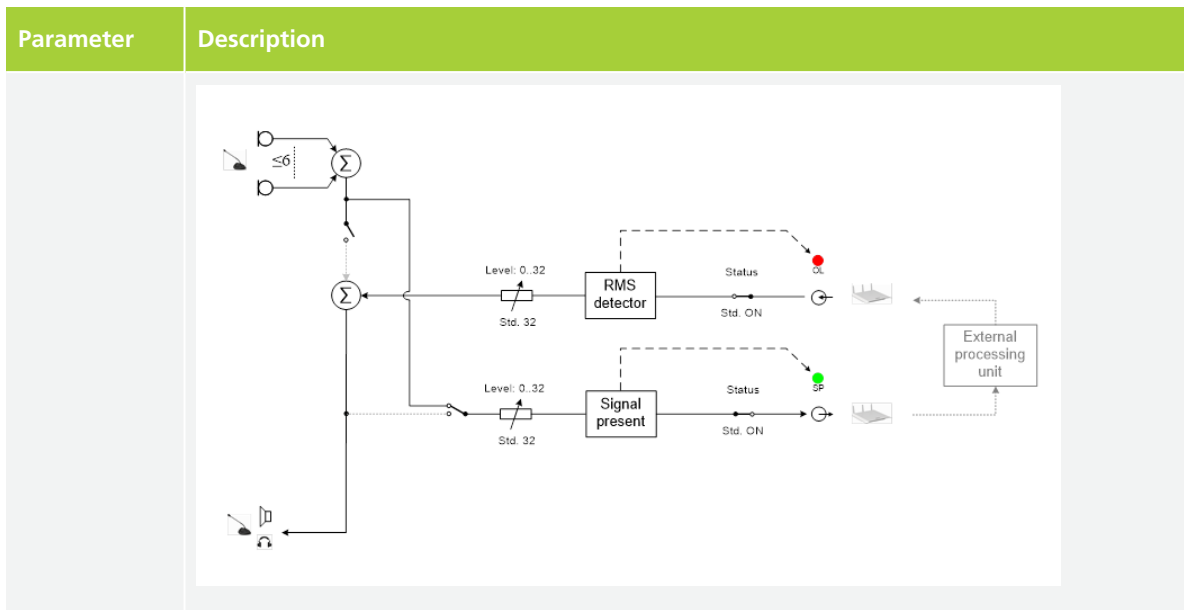 Parameter Description
≤6
Σ
Level: 0..32
RMS
detector
Status
OL
Std. 32
Std. ON
Σ
External
processing
unit
Level: 0..32
Signal
present
Status
SP
Std. 32
Std. ON